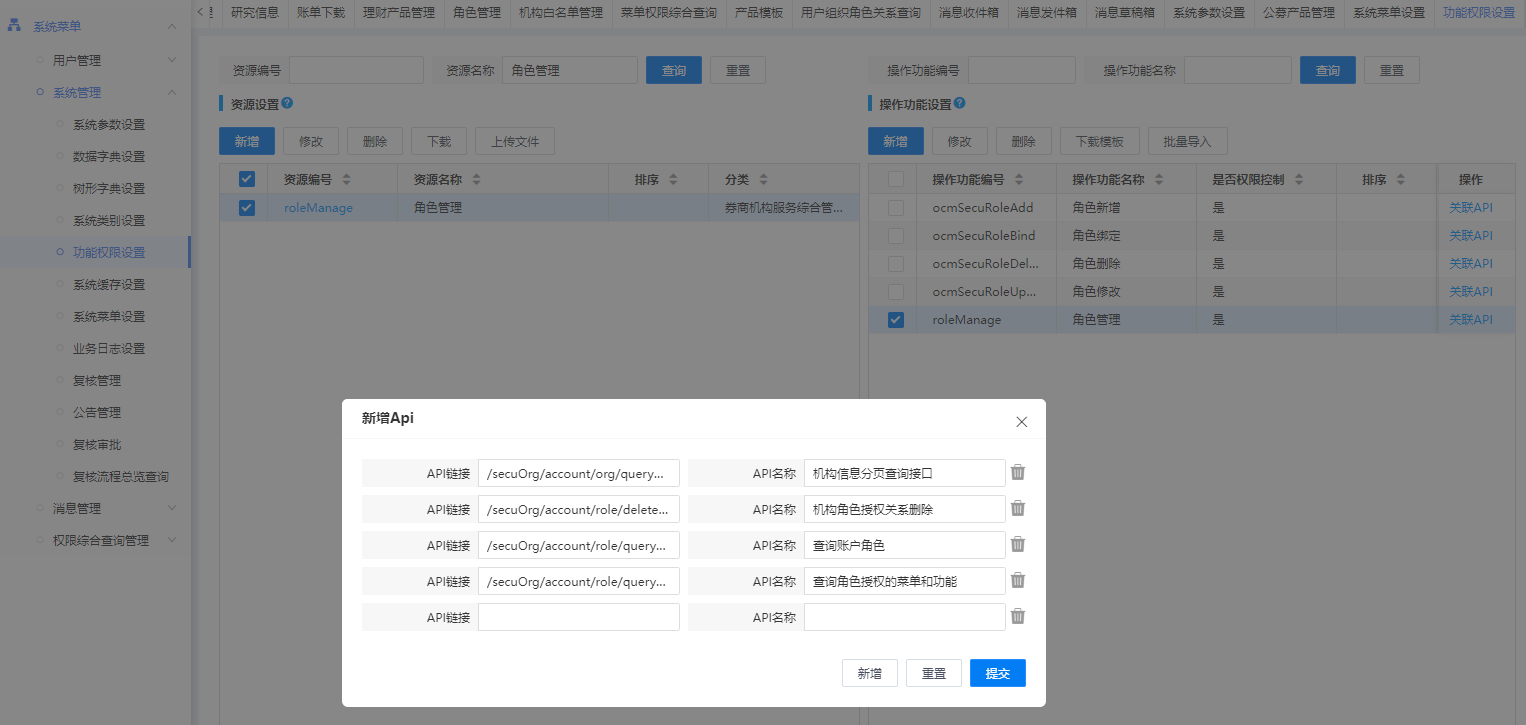 研究信息 账单下载 理财产品管理 角色管理 机构白名单管理 菜单权限综合查询 产品模板 用户组织角色关系查询 消息收件箱 消息发件箱 消息草稿箱 系统参数设置 公募产品管理 系统菜单设置 功能权限设置
系统菜单
用户管理
系统管理
系统参数设置
数据字典设置
树形字典设置
系统类别设置
功能权限设置
系统缓存设置
系统菜单设置
业务日志设置
复核管理
公告管理
复核审批
复核流程总览查询
消息管理
权限综合查询管理
资源编号 资源名称 角色管理 查询 重置
资源设置
新增 修改 删除 下载 上传文件
资源编号 资源名称 排序 分类
roleManage 角色管理 券商机构服务综合管...
操作功能编号 操作功能名称 查询 重置
操作功能设置
新增 修改 删除 下载模板 批量导入
操作功能编号 操作功能名称 是否权限控制 排序 操作
ocmSecuRoleAdd 角色新增 是 关联API
ocmSecuRoleBind 角色绑定 是 关联API
ocmSecuRoleDel... 角色删除 是 关联API
ocmSecuRoleUp... 角色修改 是 关联API
roleManage 角色管理 是 关联API
新增Api
API链接 /secuOrg/account/org/query... API名称 机构信息分页查询接口
API链接 /secuOrg/account/role/delete... API名称 机构角色授权关系删除
API链接 /secuOrg/account/role/query... API名称 查询账户角色
API链接 /secuOrg/account/role/query... API名称 查询角色授权的菜单和功能
API链接 API名称
新增 重置 提交